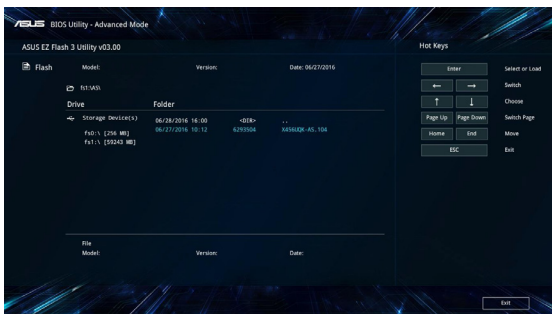 ASUS BIOS Utility - Advanced Mode
ASUS EZ Flash 3 Utility v03.00
Hot Keys
Flash
Model: Version: Date: 06/27/2016
fs1:\AS\
Drive Folder
Storage Device(s)
fs0:\ [256 MB]
fs1:\ [59243 MB]
06/28/2016 16:00 <DIR> ..
06/27/2016 10:12 6293504 X456UQK-AS.104
Enter Select or Load
← → Switch
↑ ↓ Choose
Page Up Page Down Switch Page
Home End Move
ESC Exit
File
Model: Version: Date:
Exit